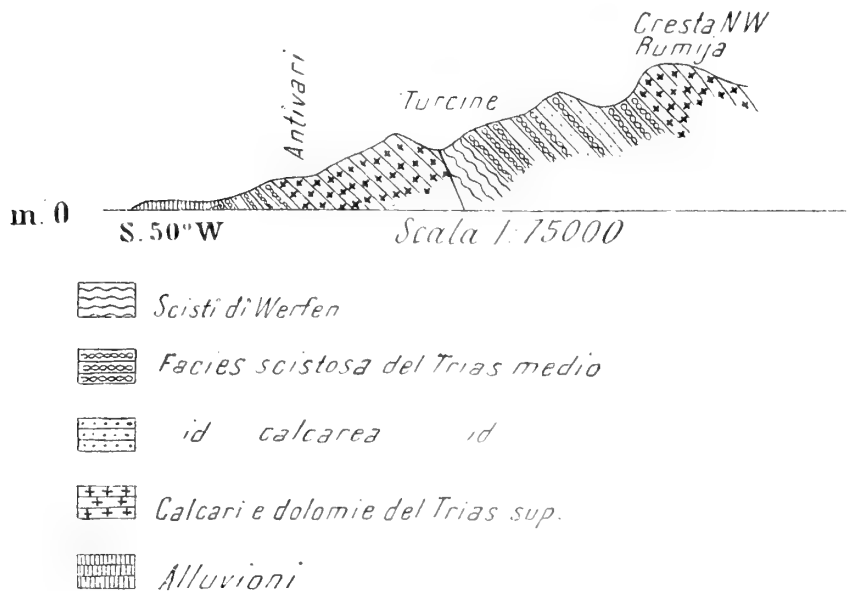 Cresta NW
Rumija
Turcine
Antivari
m. 0
S. 50° W
Scala 1:75000
Scisti di Werfen
Facies scistosa del Trias medio
id calcarea id
Calcari e dolomie del Trias sup.
Alluvioni